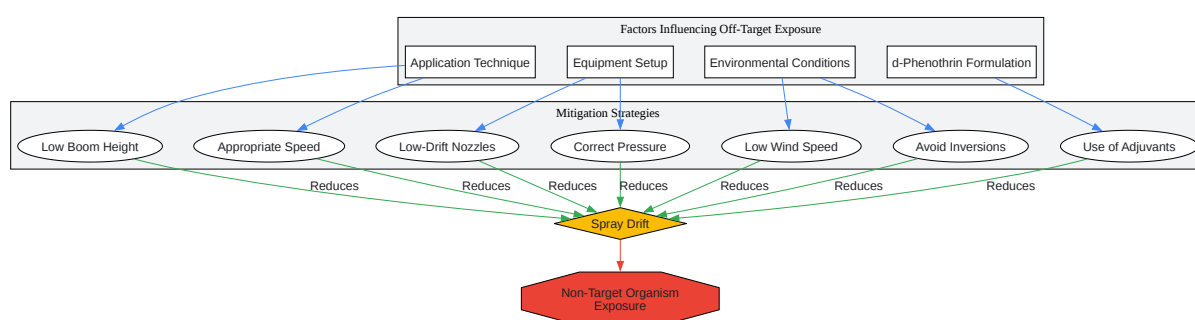 Factors Influencing Off-Target Exposure
Application Technique
Equipment Setup
Environmental Conditions
d-Phenothrin Formulation
Mitigation Strategies
Low Boom Height
Appropriate Speed
Low-Drift Nozzles
Correct Pressure
Low Wind Speed
Avoid Inversions
Use of Adjuvants
Reduces
Reduces
Reduces
Reduces
Reduces
Reduces
Reduces
Spray Drift
Non-Target Organism
Exposure